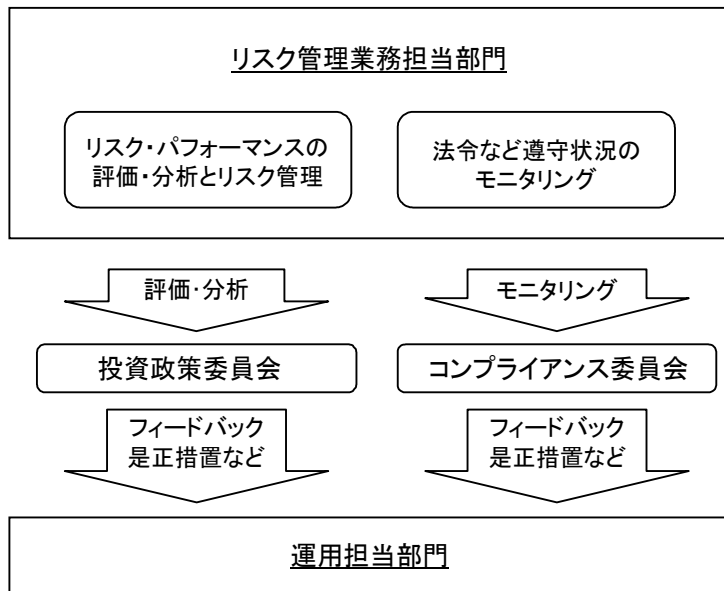 リスク管理業務担当部門
リスク・パフォーマンスの
評価・分析とリスク管理
法令など遵守状況の
モニタリング
評価・分析
モニタリング
投資政策委員会
コンプライアンス委員会
フィードバック
是正措置など
フィードバック
是正措置など
運用担当部門